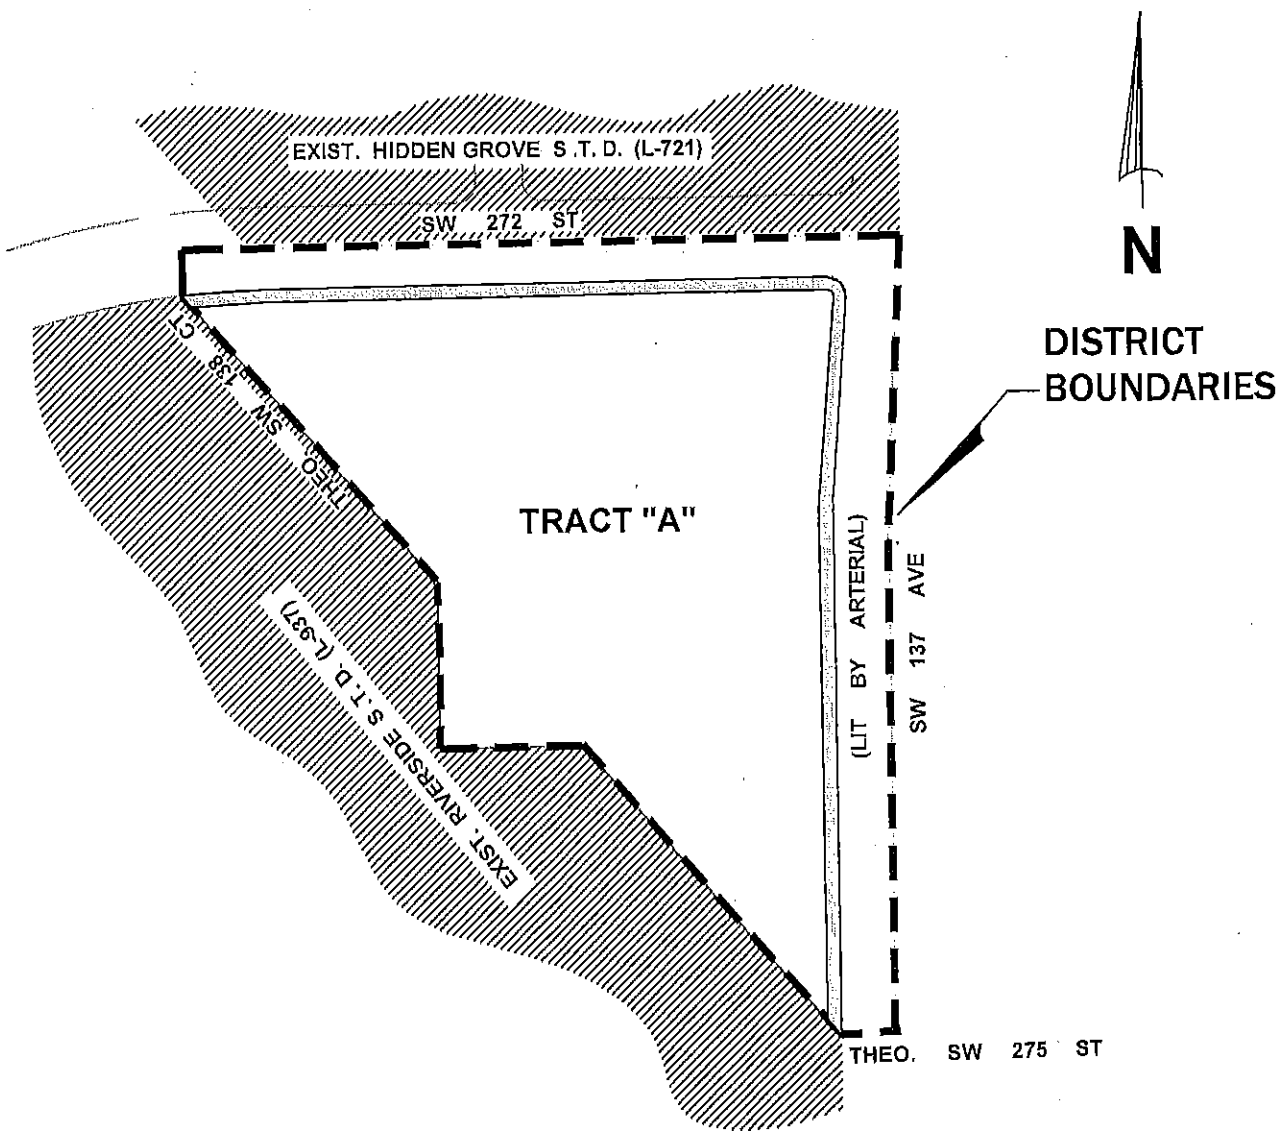 EXIST. HIDDEN GROVE S.T.D. (L-721)
SW 272 ST
N
DISTRICT
BOUNDARIES
THEO SW 138 CT
TRACT "A"
(LIT BY ARTERIAL)
SW 137 AVE
EXIST. RIVERSIDE S.T.D. (L-937)
THEO. SW 275 ST